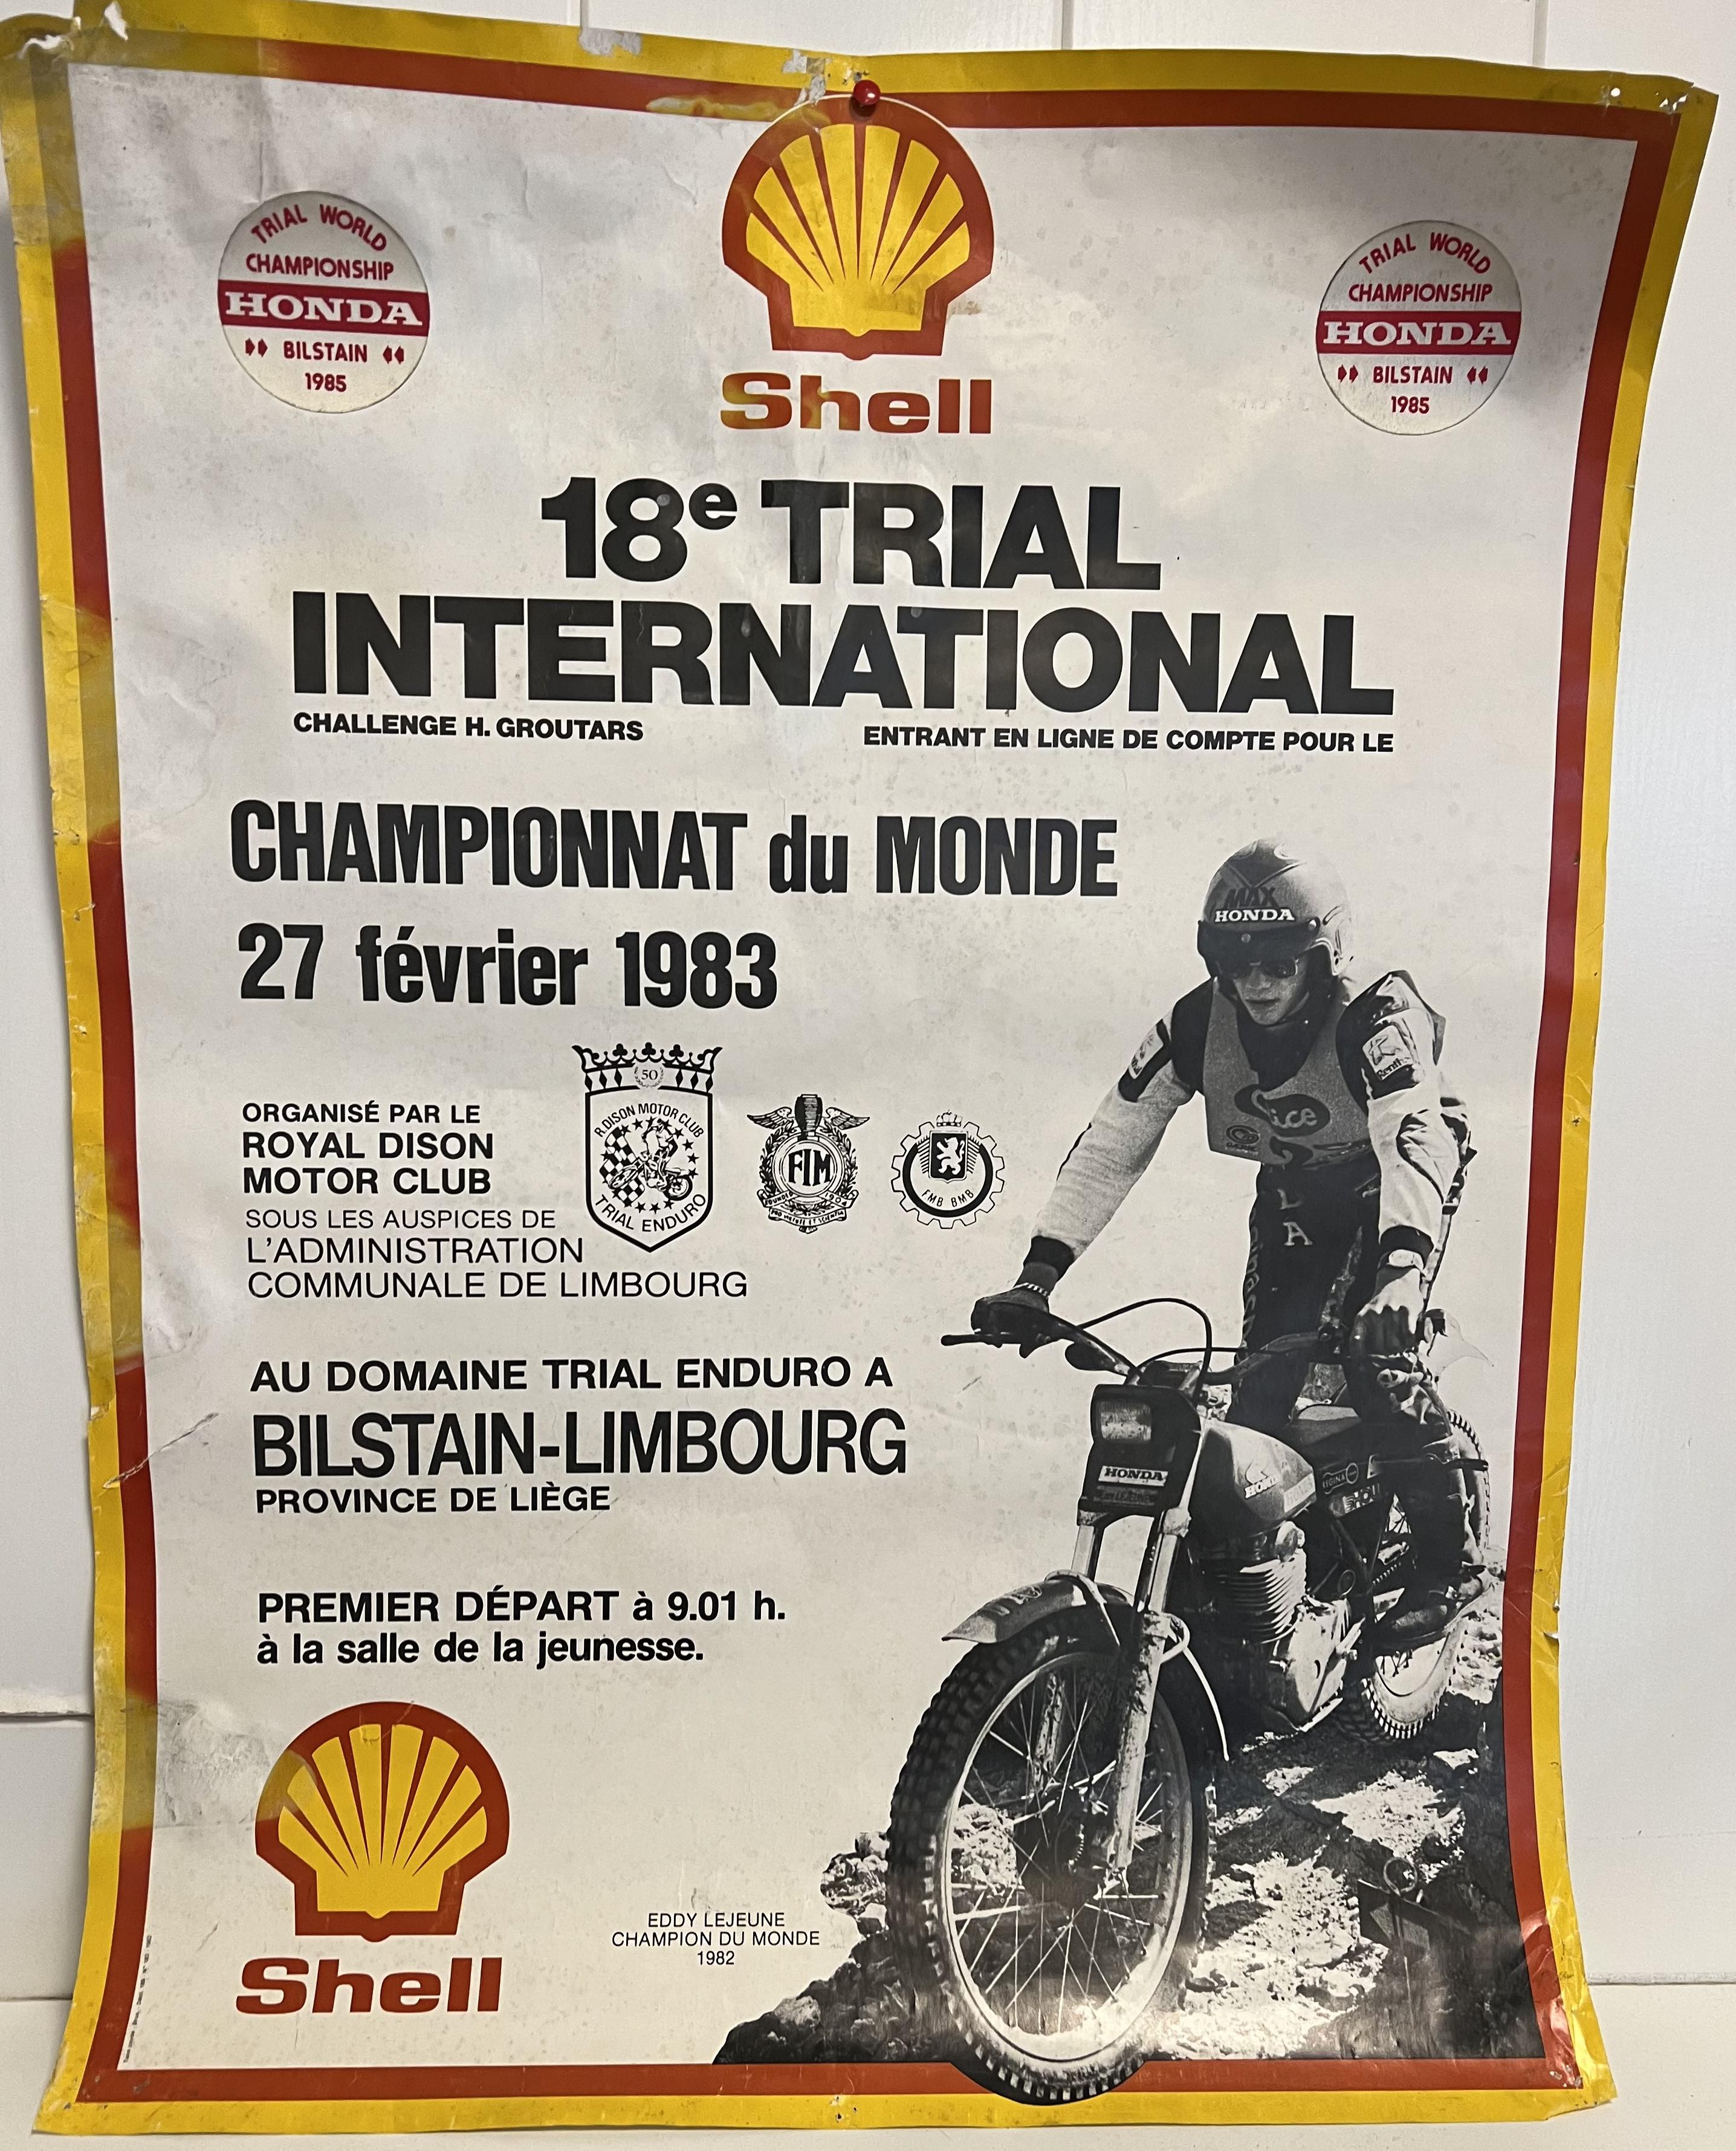 TRIAL WORLD
CHAMPIONSHIP
HONDA
BILSTAIN
1985
Shell
TRIAL WORLD
CHAMPIONSHIP
HONDA
BILSTAIN
1985
18e TRIAL
INTERNATIONAL
CHALLENGE H. GROUTARS
ENTRANT EN LIGNE DE COMPTE POUR LE
CHAMPIONNAT du MONDE
27 février 1983
MAX
HONDA
ORGANISÉ PAR LE
ROYAL DISON
MOTOR CLUB
SOUS LES AUSPICES DE
L'ADMINISTRATION
COMMUNALE DE LIMBOURG
50
R. DISON MOTOR CLUB
TRIAL ENDURO
FIM
FMB BMB
AU DOMAINE TRIAL ENDURO A
BILSTAIN-LIMBOURG
PROVINCE DE LIÈGE
HONDA
PREMIER DÉPART à 9.01 h.
à la salle de la jeunesse.
Shell
EDDY LEJEUNE
CHAMPION DU MONDE
1982